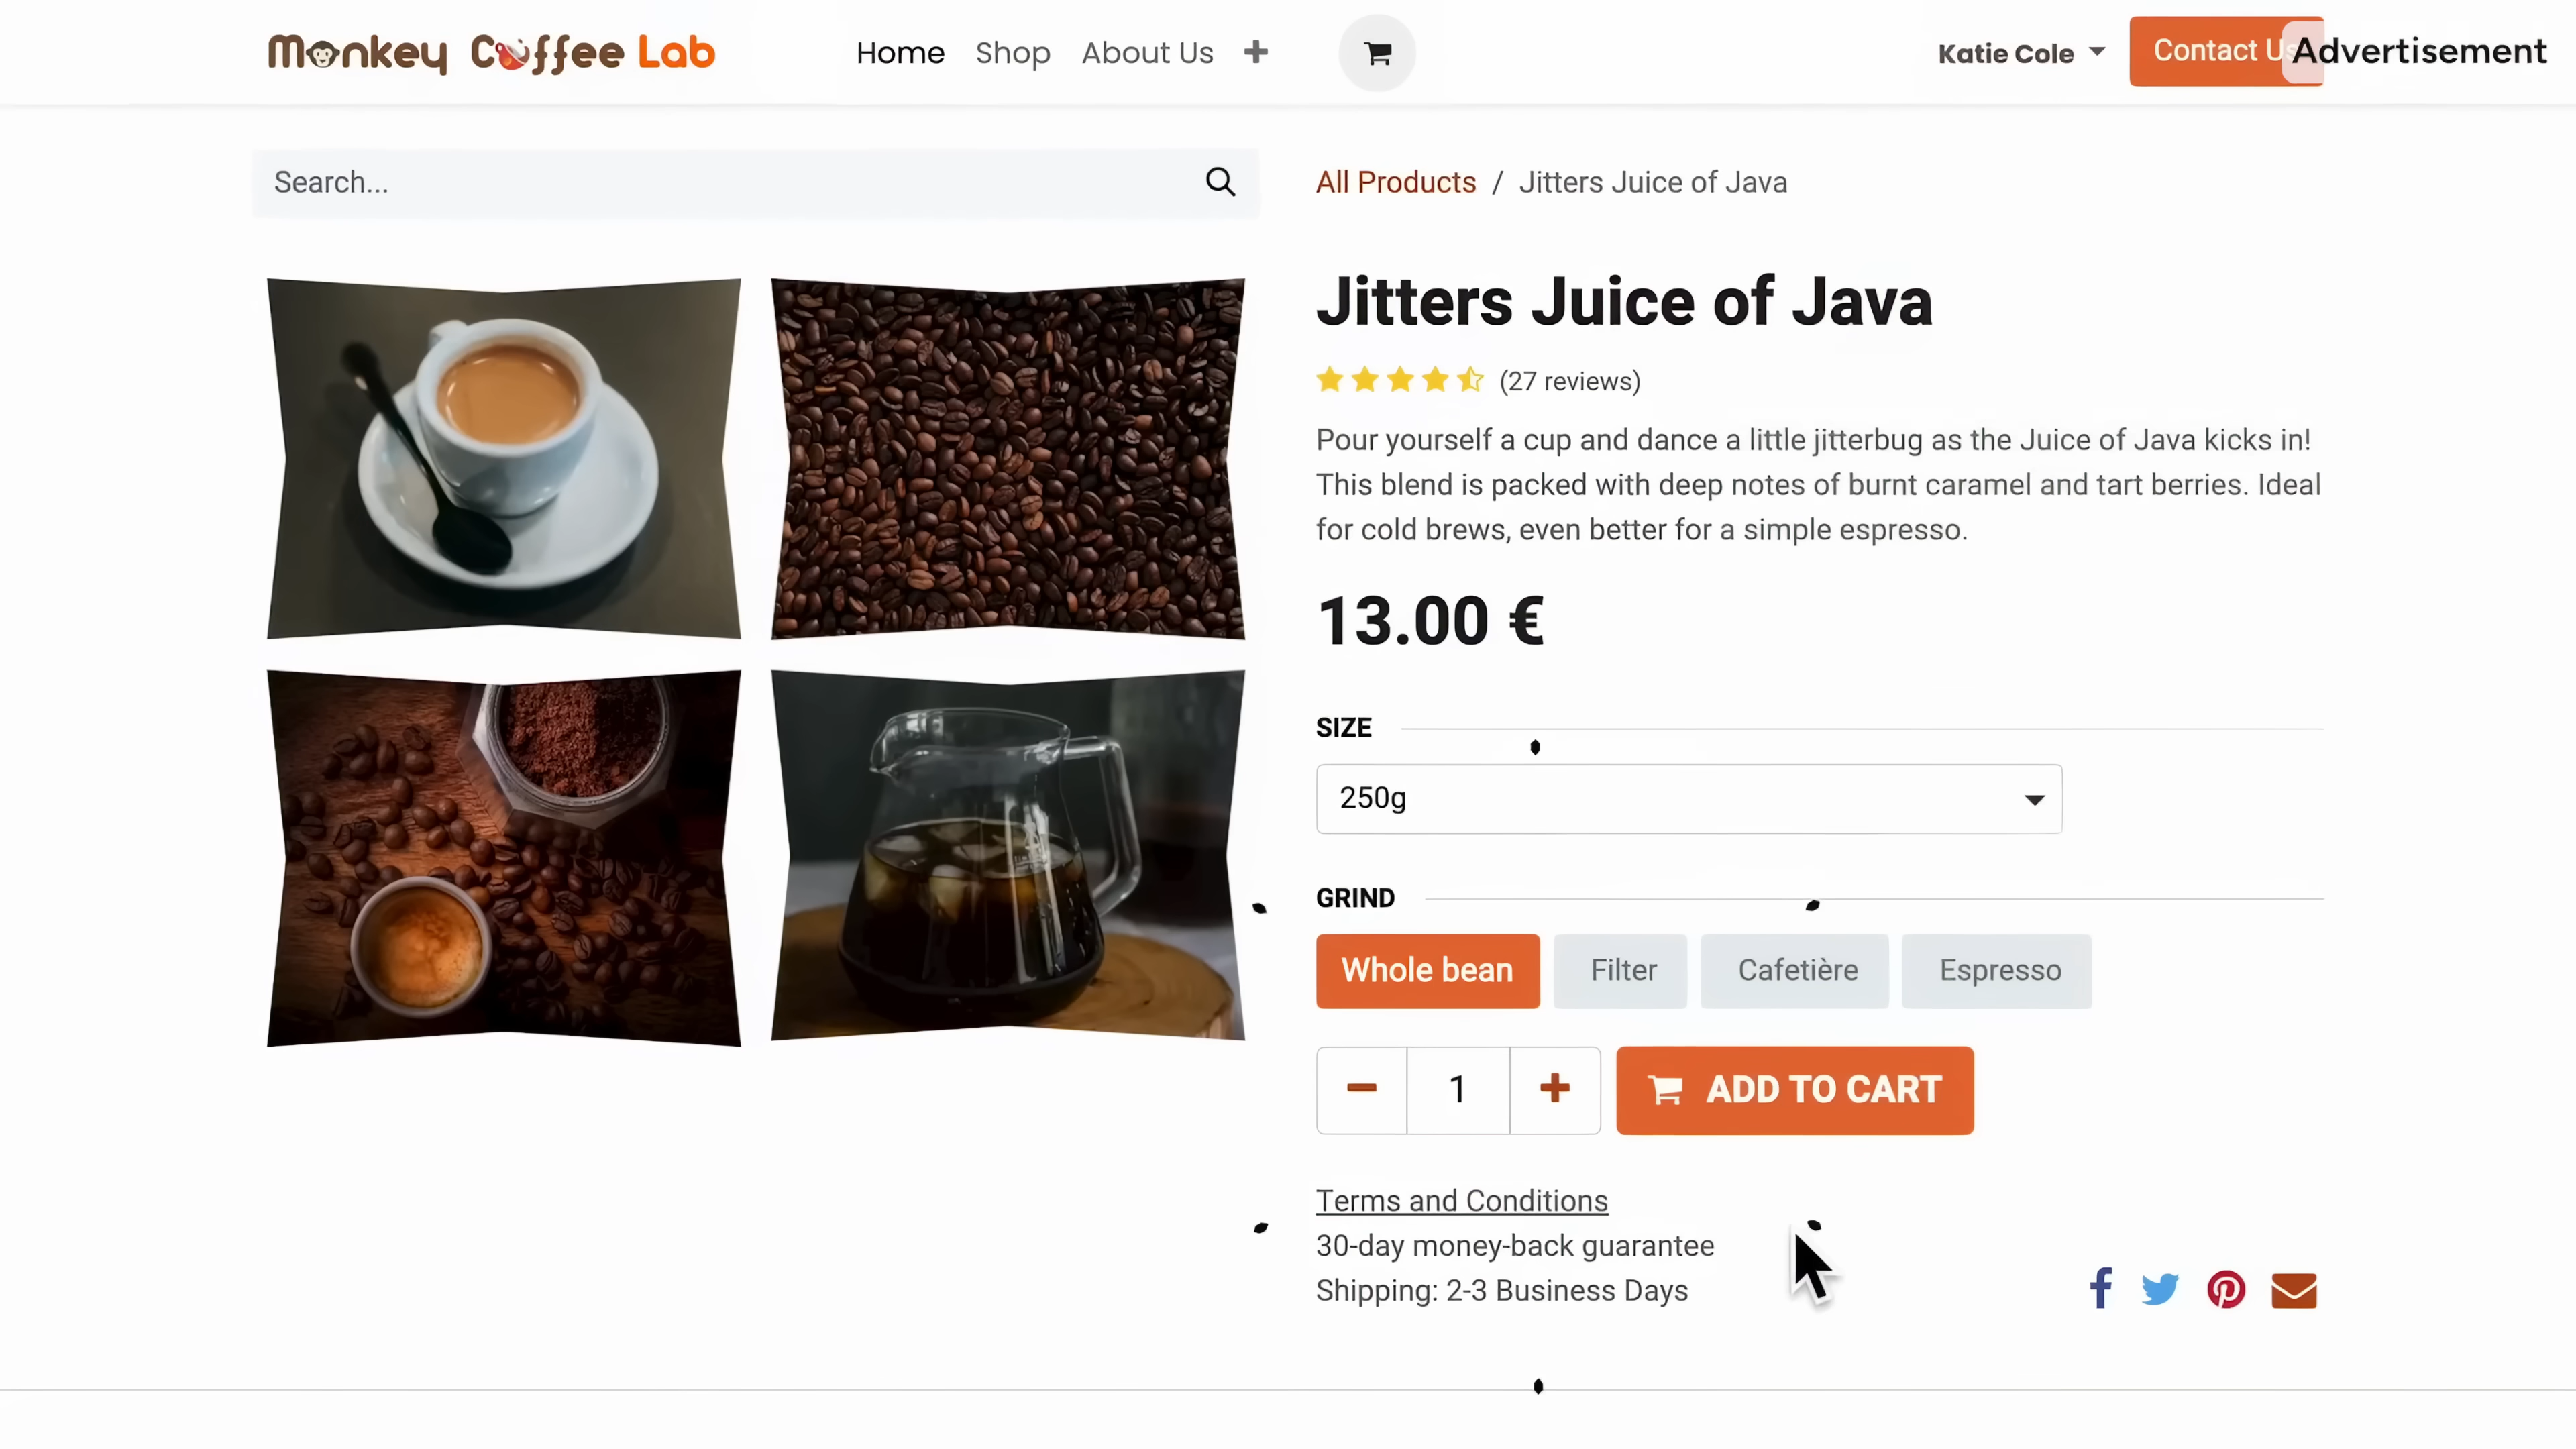 Monkey Coffee Lab
Home Shop About Us
Katie Cole
Contact Us
Advertisement
Search...
All Products / Jitters Juice of Java
Jitters Juice of Java
(27 reviews)
Pour yourself a cup and dance a little jitterbug as the Juice of Java kicks in!
This blend is packed with deep notes of burnt caramel and tart berries. Ideal
for cold brews, even better for a simple espresso.
13.00 €
SIZE
250g
GRIND
Whole bean Filter Cafetière Espresso
1
ADD TO CART
Terms and Conditions
30-day money-back guarantee
Shipping: 2-3 Business Days